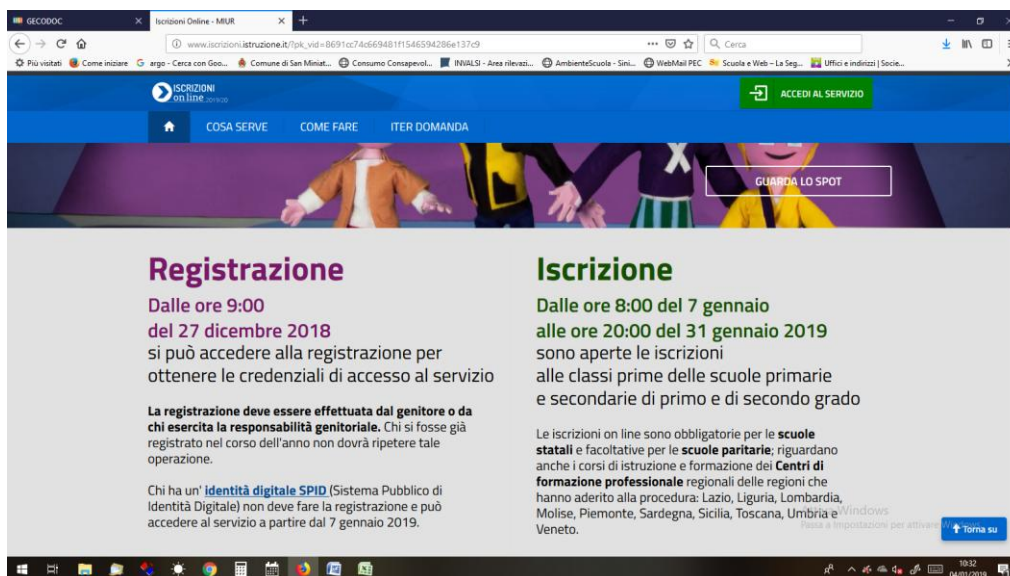 GECODOC
Iscrizioni Online - MIUR
www.iscrizioni.istruzione.it/?pk_vid=8691cc74c669481f1546594286e137c9
Cerca
Più visitati Come iniziare argo - Cerca con Goo... Comune di San Miniat... Consumo Consapevol... INVALSI - Area rilevazi... AmbienteScuola - Sini... WebMail PEC Scuola e Web – La Seg... Uffici e indirizzi | Socie...
ISCRIZIONI
on line 2019/20
ACCEDI AL SERVIZIO
COSA SERVE COME FARE ITER DOMANDA
GUARDA LO SPOT
Registrazione
Dalle ore 9:00
del 27 dicembre 2018
si può accedere alla registrazione per
ottenere le credenziali di accesso al servizio
La registrazione deve essere effettuata dal genitore o da
chi esercita la responsabilità genitoriale. Chi si fosse già
registrato nel corso dell'anno non dovrà ripetere tale
operazione.
Chi ha un' identità digitale SPID (Sistema Pubblico di
Identità Digitale) non deve fare la registrazione e può
accedere al servizio a partire dal 7 gennaio 2019.
Iscrizione
Dalle ore 8:00 del 7 gennaio
alle ore 20:00 del 31 gennaio 2019
sono aperte le iscrizioni
alle classi prime delle scuole primarie
e secondarie di primo e di secondo grado
Le iscrizioni on line sono obbligatorie per le scuole
statali e facoltative per le scuole paritarie; riguardano
anche i corsi di istruzione e formazione dei Centri di
formazione professionale regionali delle regioni che
hanno aderito alla procedura: Lazio, Liguria, Lombardia,
Molise, Piemonte, Sardegna, Sicilia, Toscana, Umbria e
Veneto.
Attiva Windows
Passa a Impostazioni per attivare Windows.
Torna su
10:32
04/01/2019